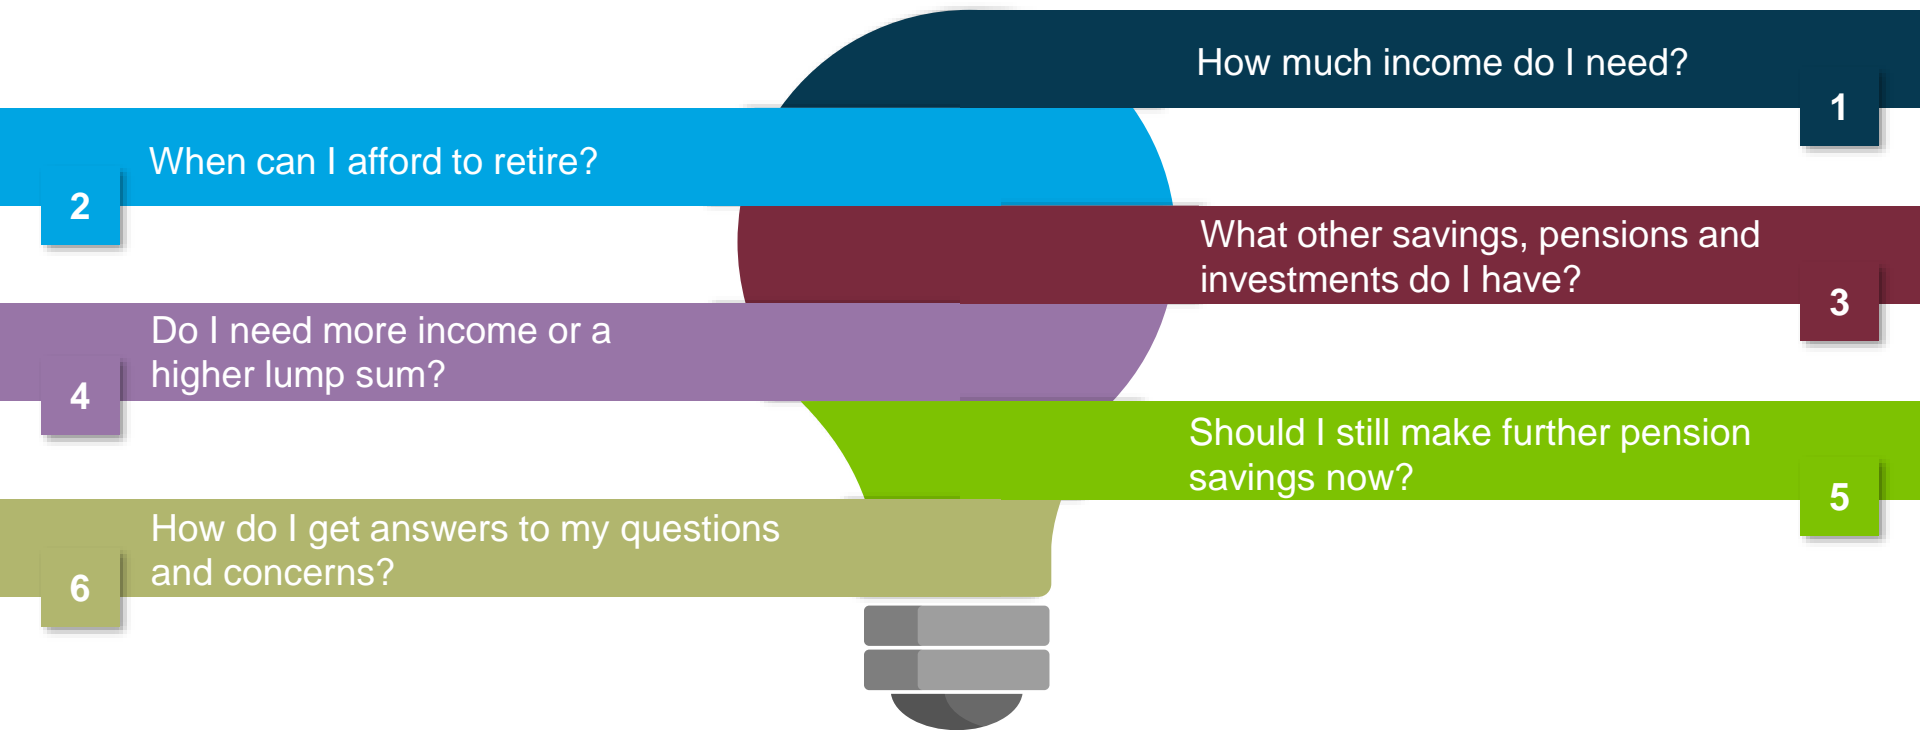 How much income do I need?
1
When can I afford to retire?
2
What other savings, pensions and
investments do I have?
3
Do I need more income or a
higher lump sum?
4
Should I still make further pension
savings now?
5
How do I get answers to my questions
and concerns?
6